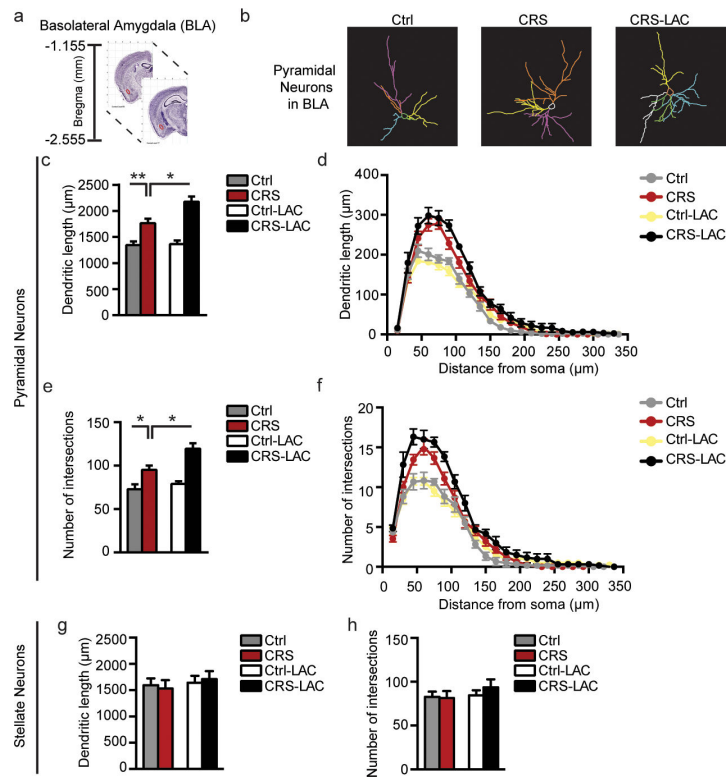 a
Basolateral Amygdala (BLA)
-1.155
Bregma (mm)
-2.555
b
Ctrl
CRS
CRS-LAC
Pyramidal
Neurons
in BLA
Pyramidal Neurons
c
Dendritic length (µm)
2500
2000
1500
1000
500
0
**
*
Ctrl
CRS
Ctrl-LAC
CRS-LAC
d
Dendritic length (µm)
400
300
200
100
0
0 50 100 150 200 250 300 350
Distance from soma (µm)
Ctrl
CRS
Ctrl-LAC
CRS-LAC
e
Number of intersections
150
100
50
0
*
*
Ctrl
CRS
Ctrl-LAC
CRS-LAC
f
Number of intersections
20
15
10
5
0
0 50 100 150 200 250 300 350
Distance from soma (µm)
Ctrl
CRS
Ctrl-LAC
CRS-LAC
Stellate Neurons
g
Dendritic length (µm)
2500
2000
1500
1000
500
0
Ctrl
CRS
Ctrl-LAC
CRS-LAC
h
Number of intersections
150
100
50
0
Ctrl
CRS
Ctrl-LAC
CRS-LAC